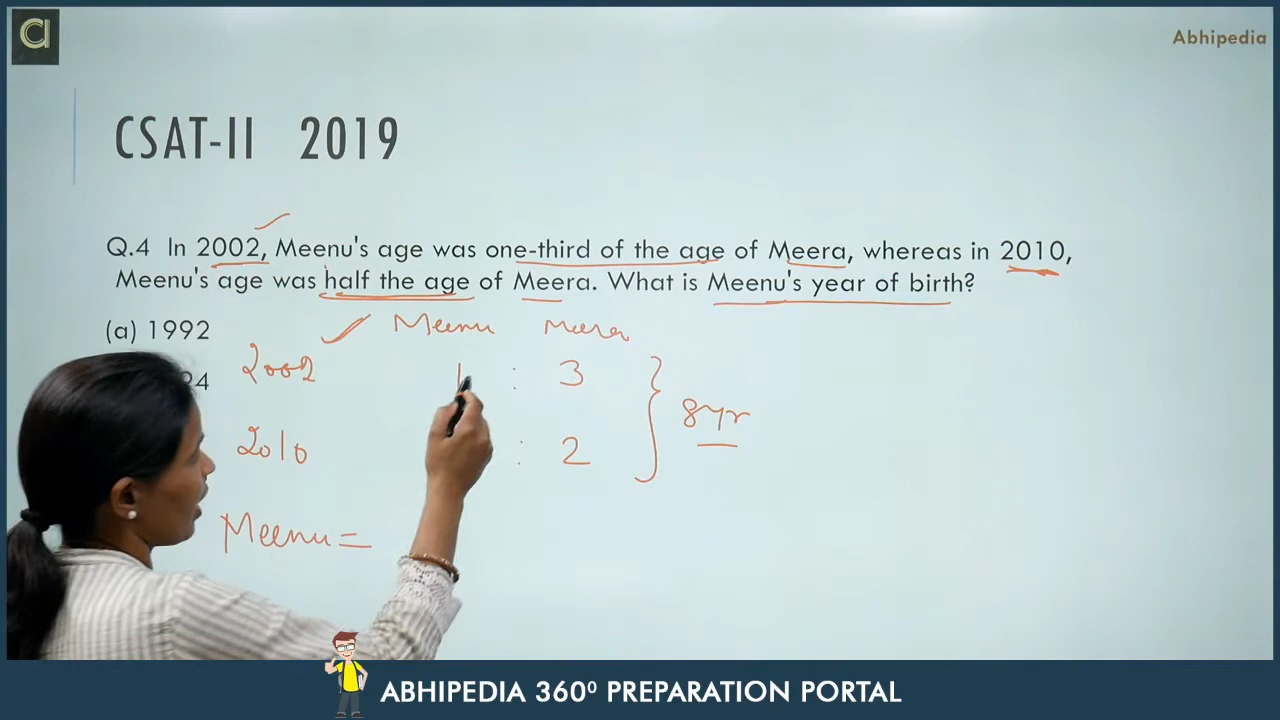 Abhipedia
CSAT-II 2019
Q.4 In 2002, Meenu's age was one-third of the age of Meera, whereas in 2010,
Meenu's age was half the age of Meera. What is Meenu's year of birth?
(a) 1992
Meenu Meera
2002 1 : 3
8yr
2010 : 2
Meenu =
ABHIPEDIA 360⁰ PREPARATION PORTAL